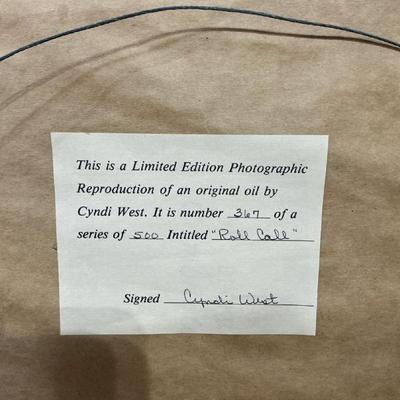 This is a Limited Edition Photographic
Reproduction of an original oil by
Cyndi West. It is number 367 of a
series of 500 Intitled "Roll Call"
Signed Cyndi West